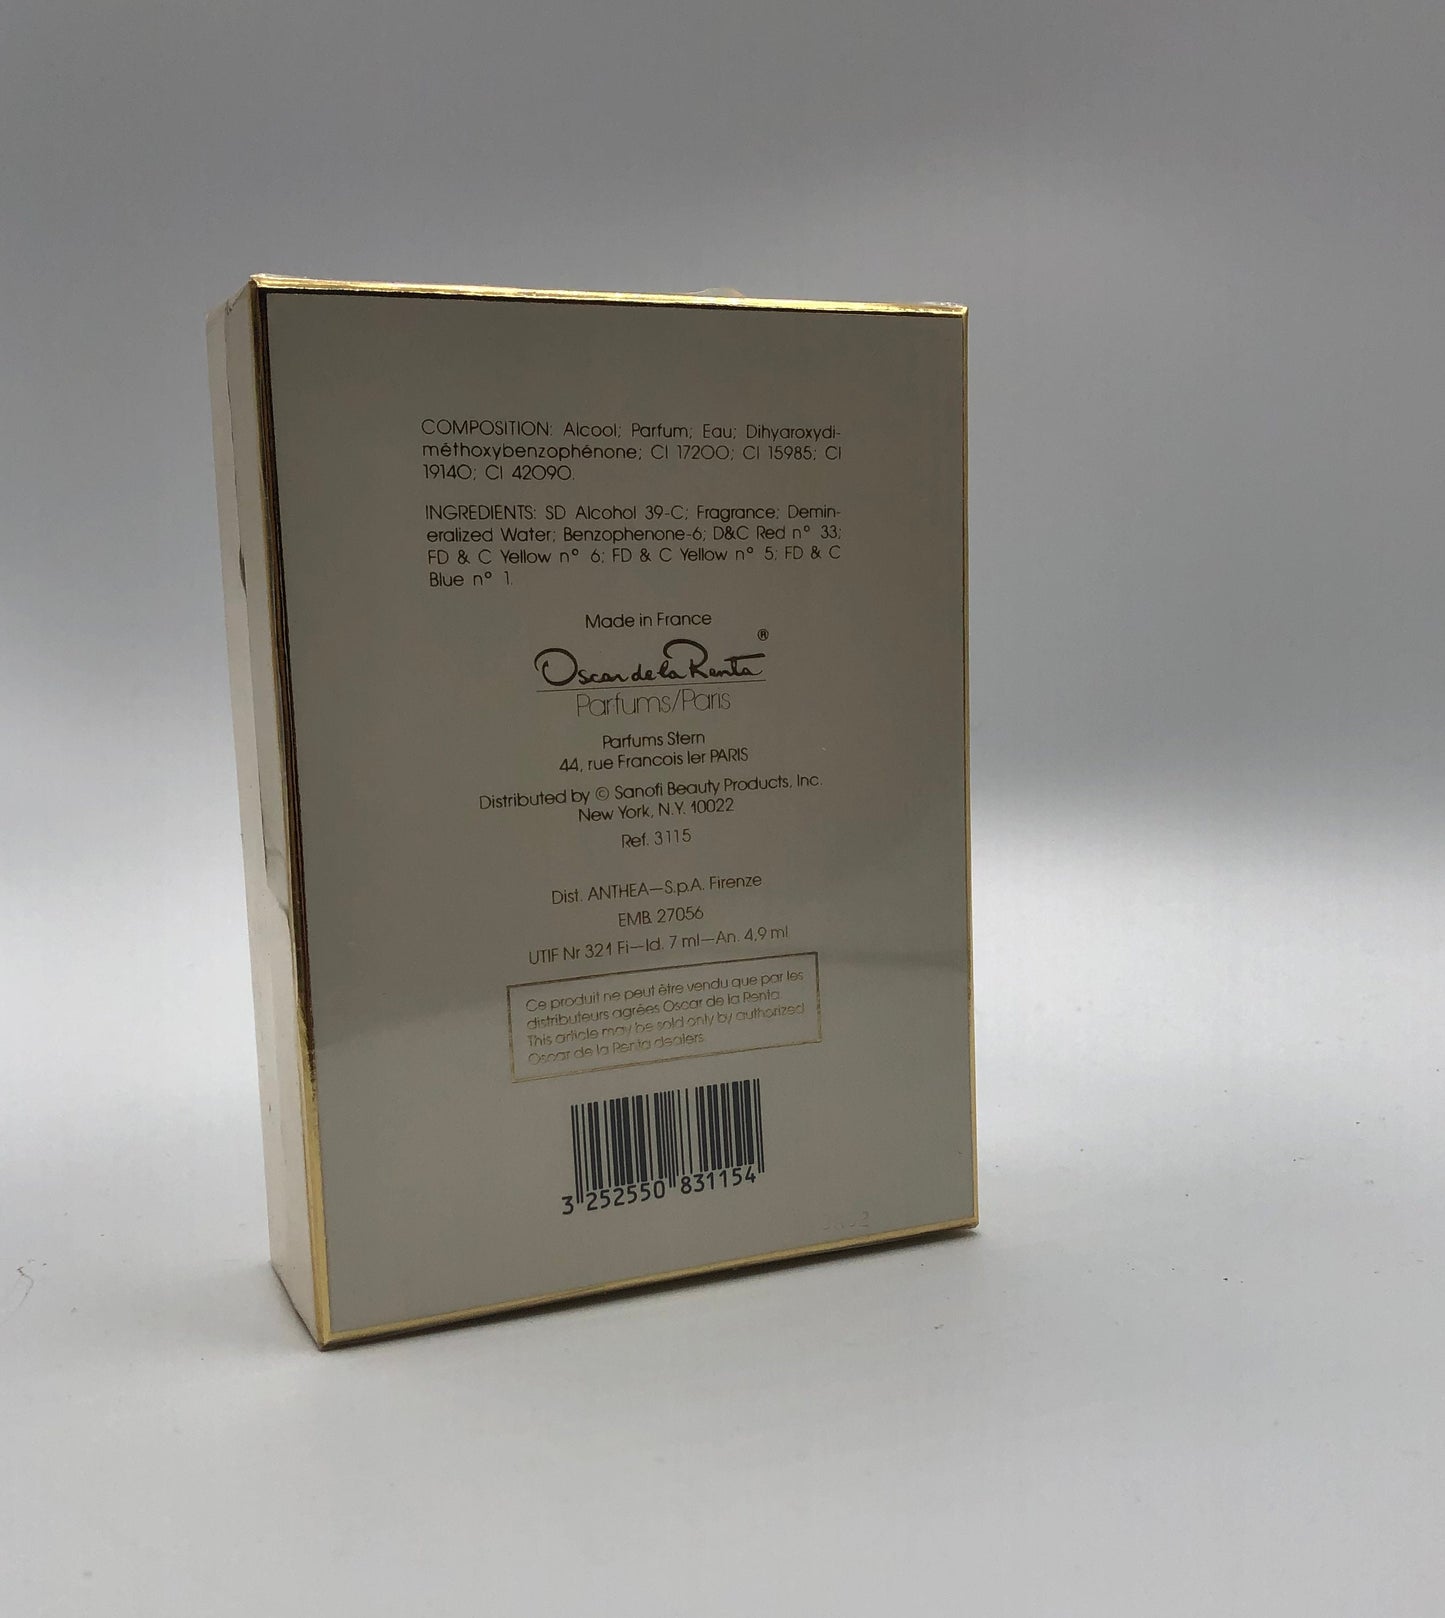 COMPOSITION: Alcool; Parfum; Eau; Dihyaroxydi-
méthoxybenzophénone; CI 17200; CI 15985; CI
19140; CI 42090.
INGREDIENTS: SD Alcohol 39-C; Fragrance; Demin-
eralized Water; Benzophenone-6; D&C Red n° 33;
FD & C Yellow n° 6; FD & C Yellow n° 5; FD & C
Blue n° 1.
Made in France
Oscar de la Renta ®
Parfums/Paris
Parfums Stern
44, rue Francois Ier PARIS
Distributed by © Sanofi Beauty Products, Inc.
New York, N.Y. 10022
Ref. 3115
Dist. ANTHEA—S.p.A. Firenze
EMB. 27056
UTIF Nr 321 Fi—Id. 7 ml—An. 4,9 ml
Ce produit ne peut être vendu que par les
distributeurs agrées Oscar de la Renta.
This article may be sold only by authorized
Oscar de la Renta dealers.
3 252550 831154